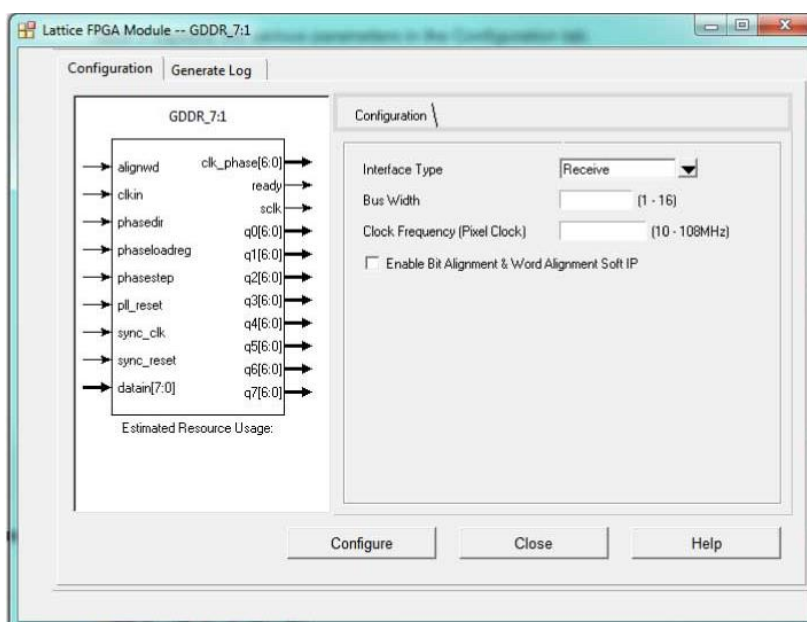 Lattice FPGA Module -- GDDR_7:1
Configuration
Generate Log
GDDR_7:1
alignwd
clkin
phasedir
phaseloadreg
phasestep
pll_reset
sync_clk
sync_reset
datain[7:0]
clk_phase[6:0]
ready
sclk
q0[6:0]
q1[6:0]
q2[6:0]
q3[6:0]
q4[6:0]
q5[6:0]
q6[6:0]
q7[6:0]
Estimated Resource Usage:
Configuration
Interface Type Receive
Bus Width (1 - 16)
Clock Frequency (Pixel Clock) (10 - 108MHz)
Enable Bit Alignment & Word Alignment Soft IP
Configure Close Help